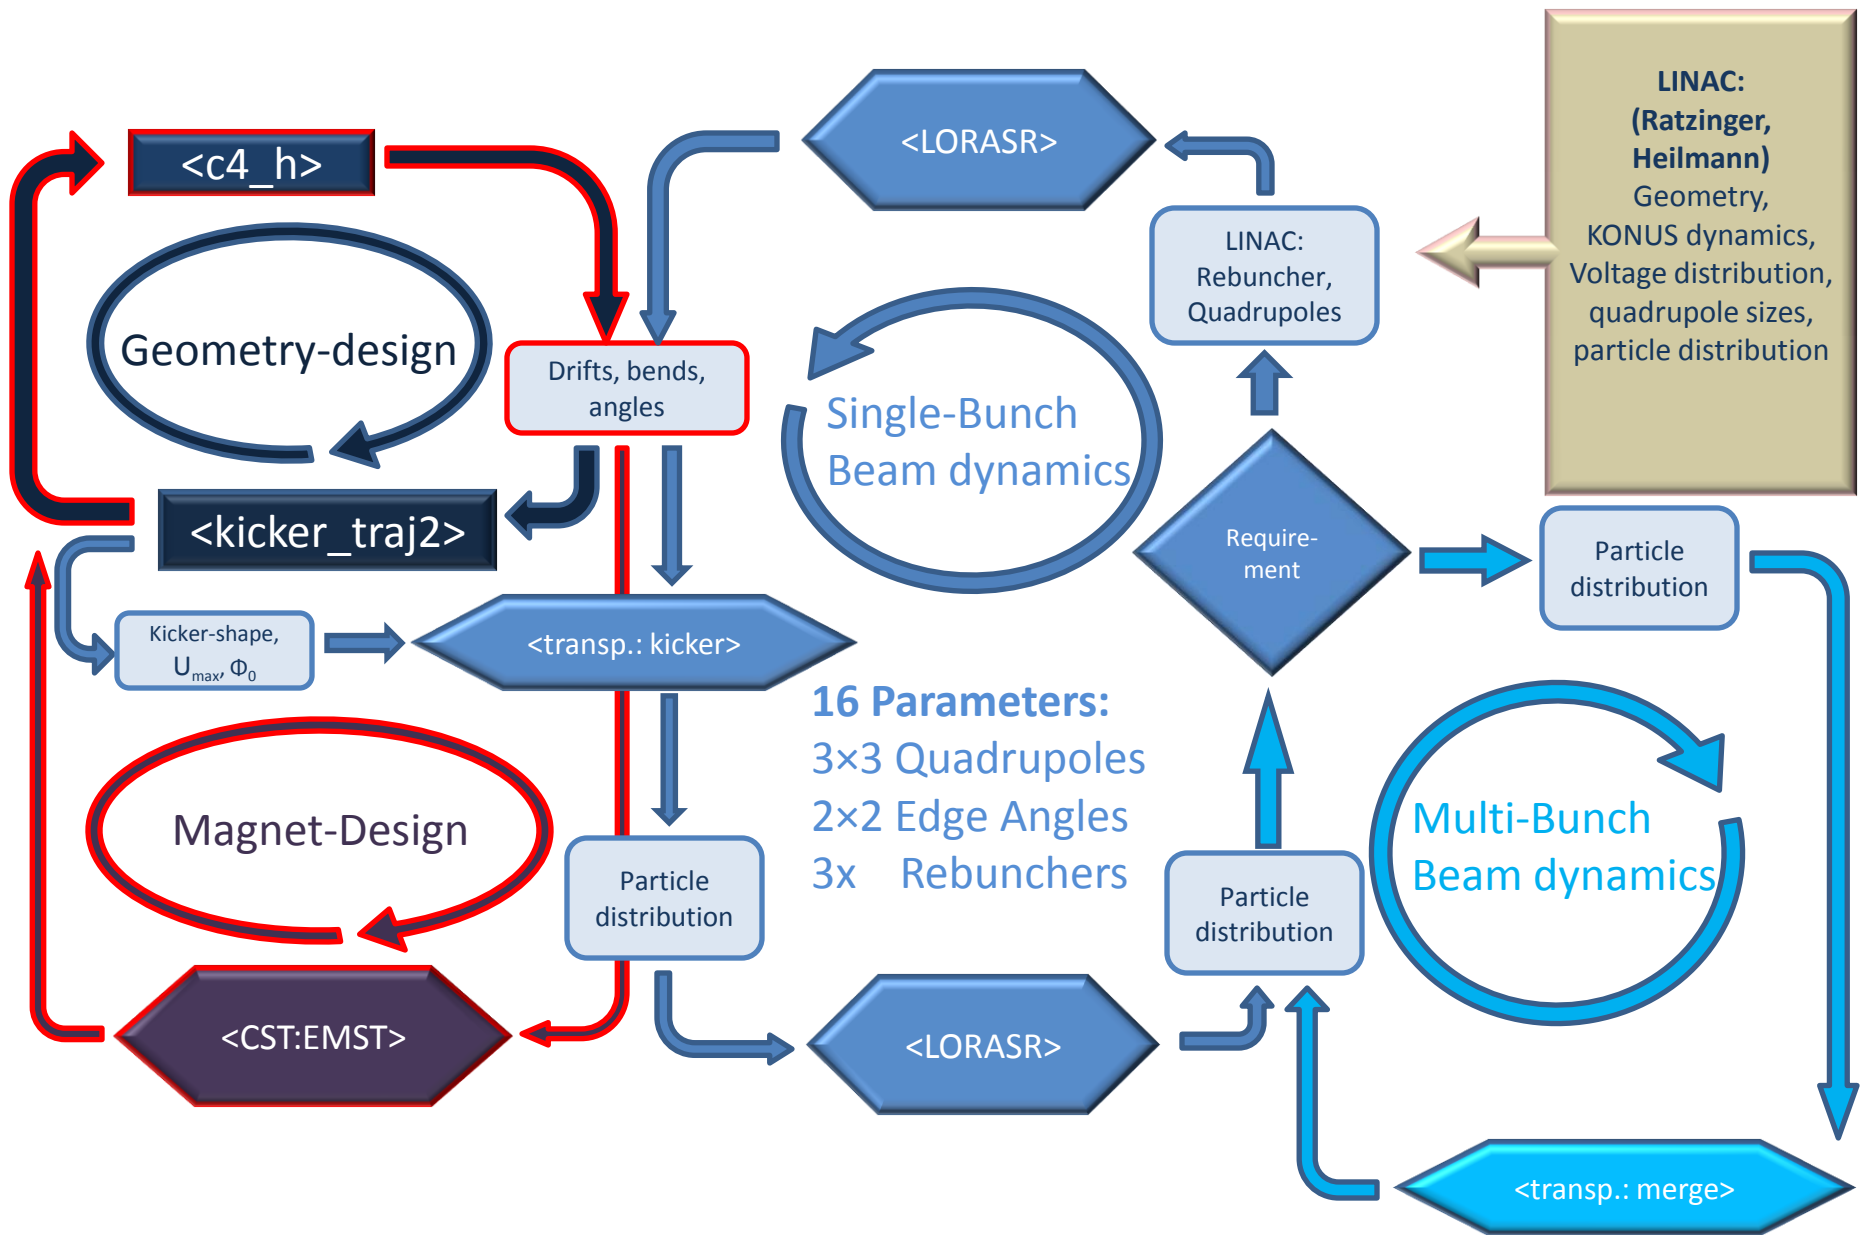 <c4_h>
Geometry-design
<kicker_traj2>
Kicker-shape,
Umax, Φ0
Magnet-Design
<CST:EMST>
Drifts, bends,
angles
<transp.: kicker>
Particle
distribution
<LORASR>
Single-Bunch
Beam dynamics
16 Parameters:
3×3 Quadrupoles
2×2 Edge Angles
3x Rebunchers
<LORASR>
LINAC:
Rebuncher,
Quadrupoles
Require-
ment
Particle
distribution
LINAC:
(Ratzinger,
Heilmann)
Geometry,
KONUS dynamics,
Voltage distribution,
quadrupole sizes,
particle distribution
Particle
distribution
Multi-Bunch
Beam dynamics
<transp.: merge>